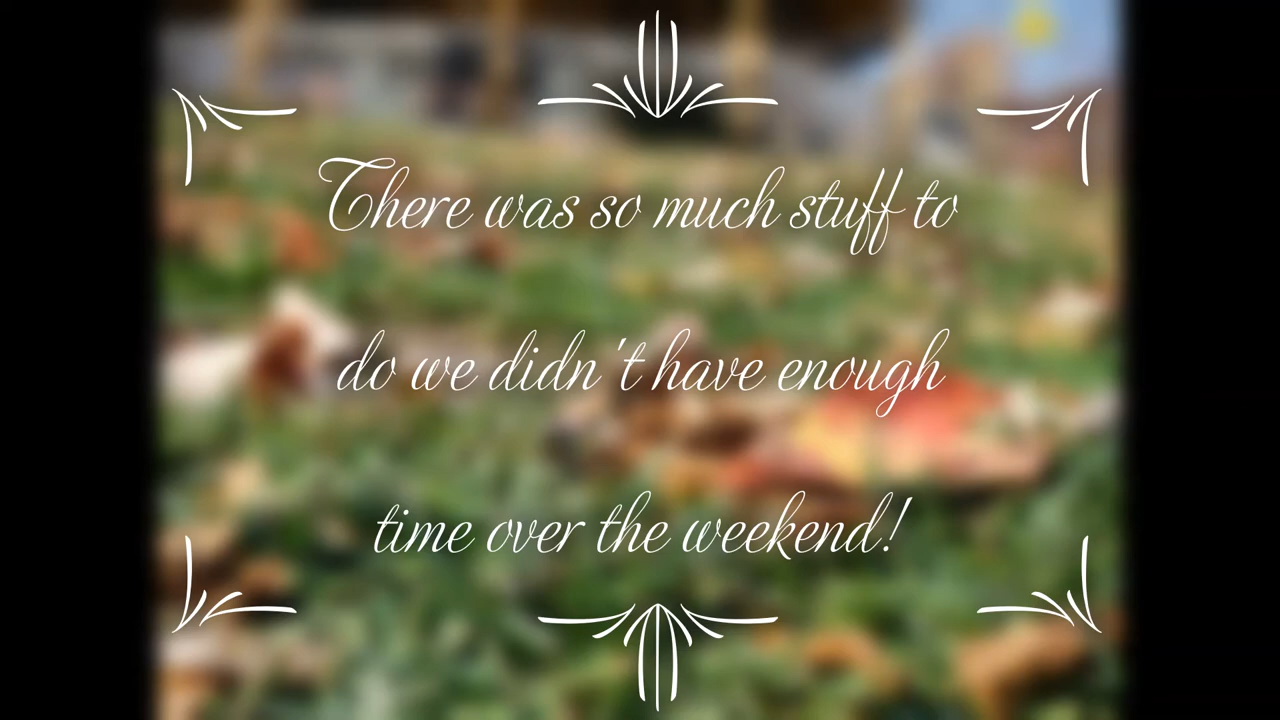 There was so much stuff to
do we didn't have enough
time over the weekend!